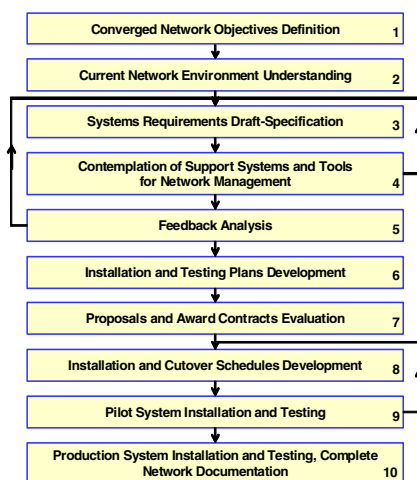 Converged Network Objectives Definition 1
Current Network Environment Understanding 2
Systems Requirements Draft-Specification 3
Contemplation of Support Systems and Tools
for Network Management 4
Feedback Analysis 5
Installation and Testing Plans Development 6
Proposals and Award Contracts Evaluation 7
Installation and Cutover Schedules Development 8
Pilot System Installation and Testing 9
Production System Installation and Testing, Complete
Network Documentation 10